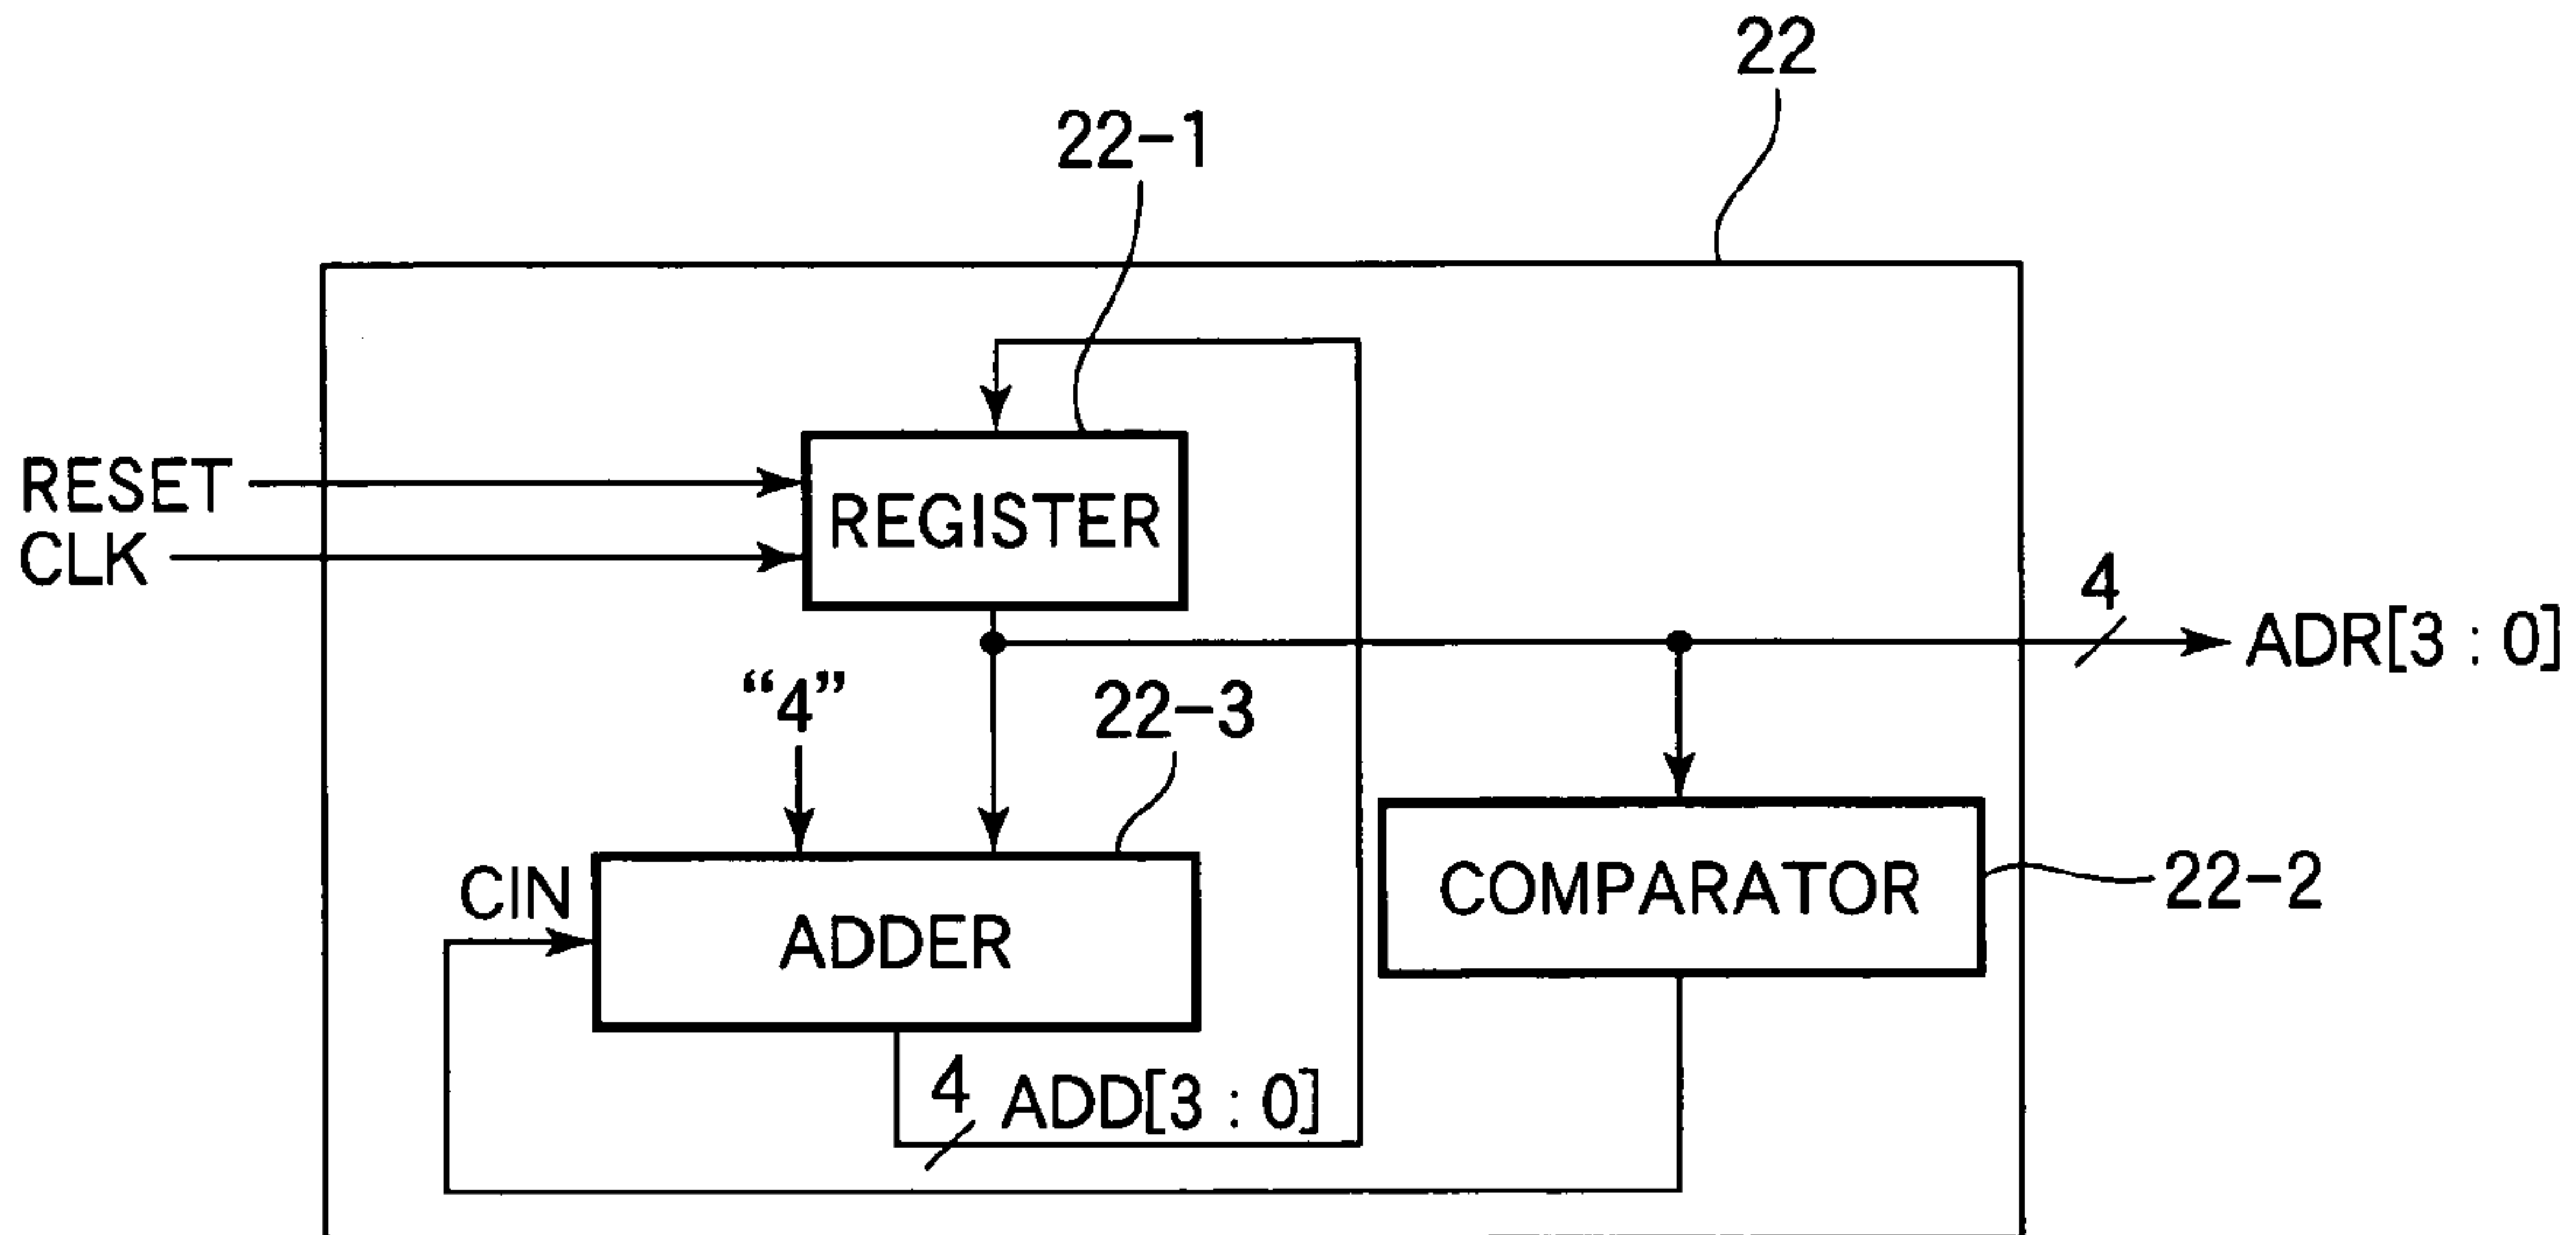 22
22-1
RESET
REGISTER
CLK
4
ADR[3 : 0]
“4”
22-3
CIN
ADDER
COMPARATOR
22-2
4
ADD[3 : 0]